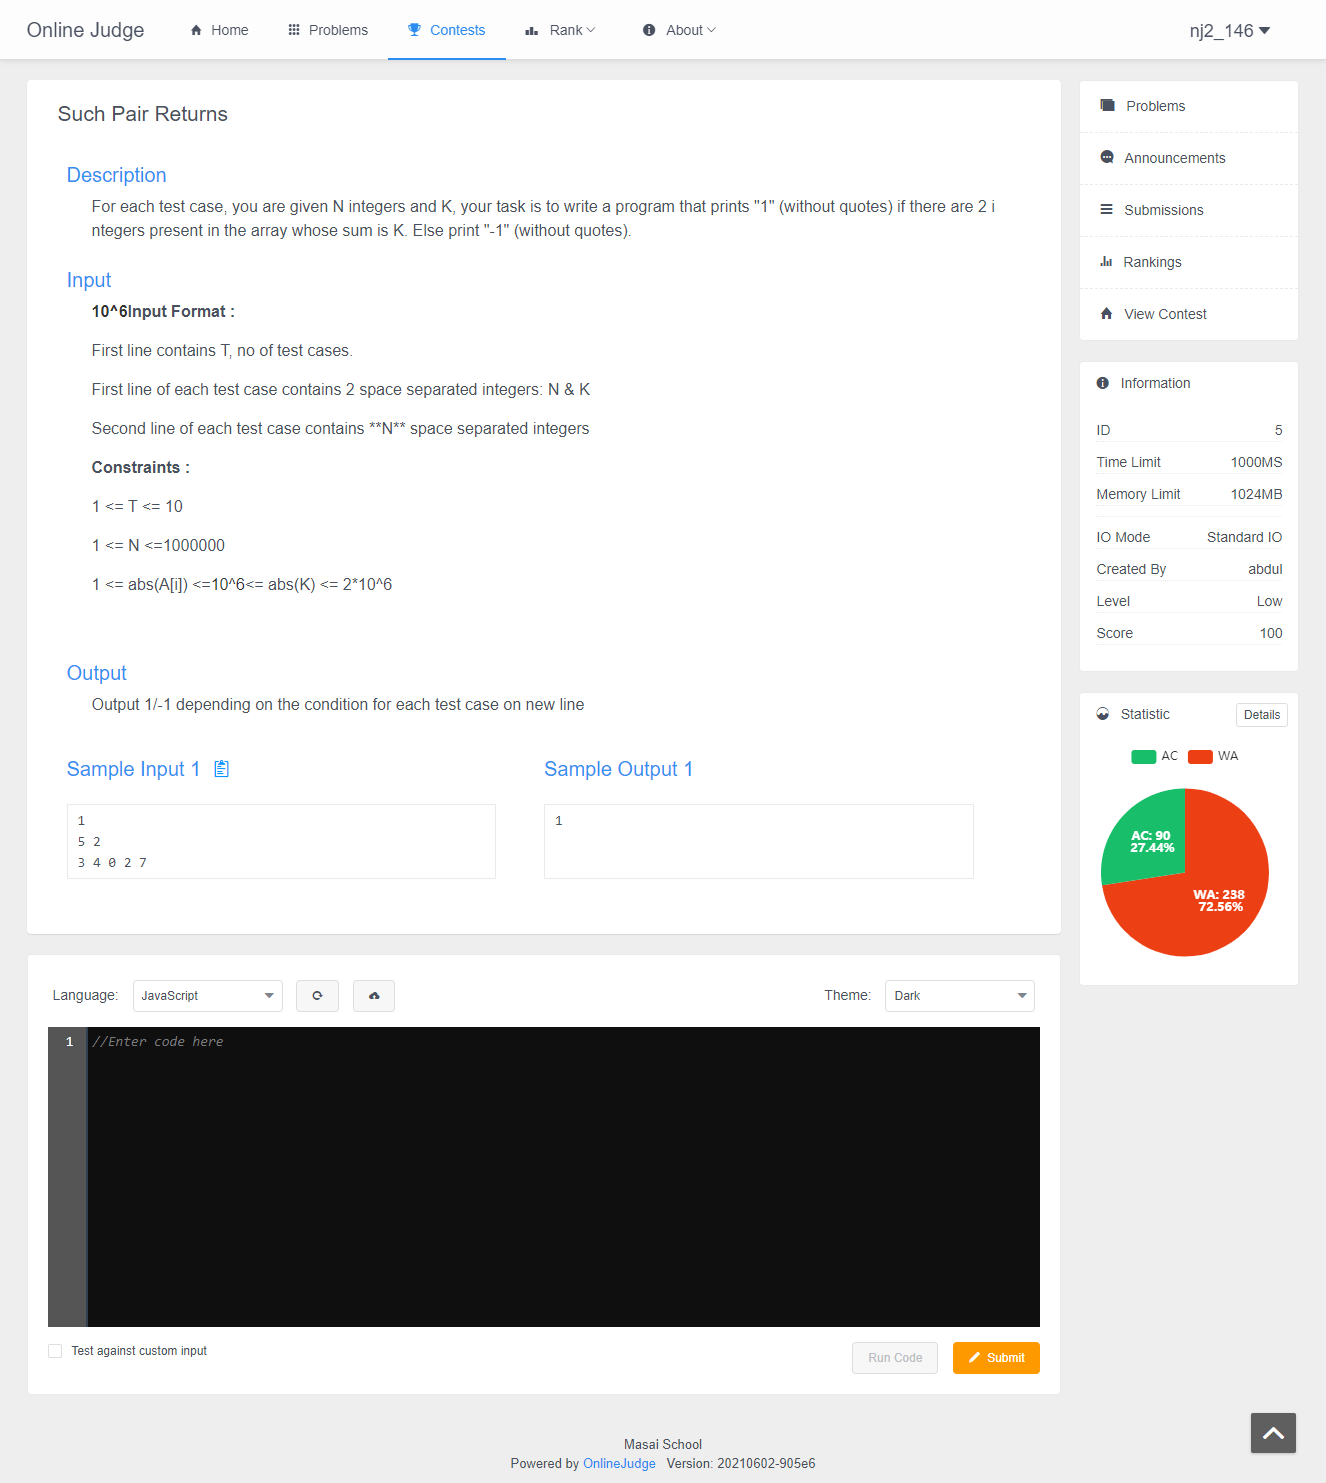 Online Judge
Home
Problems
Contests
Rank
About
nj2_146
Such Pair Returns
Description
For each test case, you are given N integers and K, your task is to write a program that prints "1" (without quotes) if there are 2 i
ntegers present in the array whose sum is K. Else print "-1" (without quotes).
Input
10^6Input Format :
First line contains T, no of test cases.
First line of each test case contains 2 space separated integers: N & K
Second line of each test case contains **N** space separated integers
Constraints :
1 <= T <= 10
1 <= N <=1000000
1 <= abs(A[i]) <=10^6<= abs(K) <= 2*10^6
Output
Output 1/-1 depending on the condition for each test case on new line
Sample Input 1
1
5 2
3 4 0 2 7
Sample Output 1
1
Language:
JavaScript
Theme:
Dark
1
//Enter code here
Test against custom input
Run Code
Submit
Problems
Announcements
Submissions
Rankings
View Contest
Information
ID 5
Time Limit 1000MS
Memory Limit 1024MB
IO Mode Standard IO
Created By abdul
Level Low
Score 100
Statistic
Details
AC WA
AC: 90
27.44%
WA: 238
72.56%
Masai School
Powered by OnlineJudge Version: 20210602-905e6